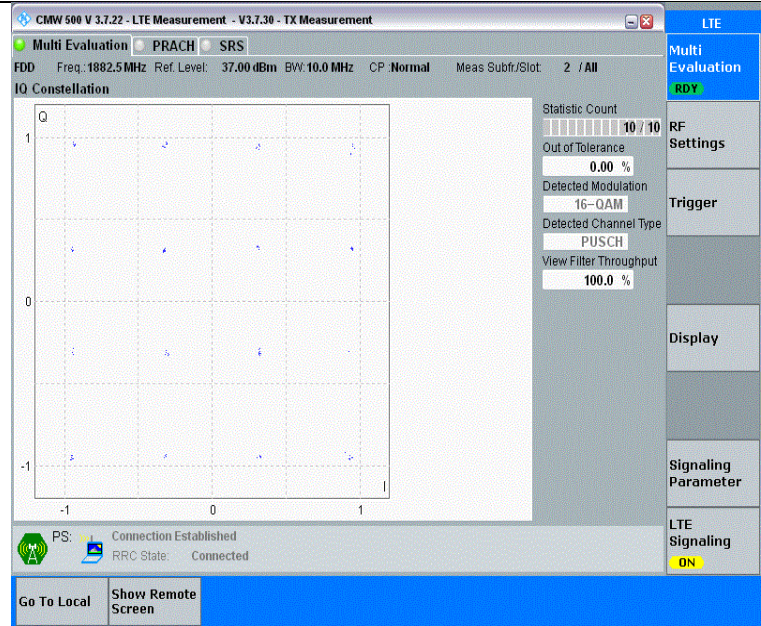 CMW 500 V 3.7.22 - LTE Measurement - V3.7.30 - TX Measurement
LTE
Multi Evaluation PRACH SRS
Multi
Evaluation
RDY
FDD Freq.:1882.5 MHz Ref. Level: 37.00 dBm BW:10.0 MHz CP :Normal Meas Subfr./Slot: 2 / All
IQ Constellation
Q
1
0
-1
-1 0 1
I
Statistic Count
10 / 10
Out of Tolerance
0.00 %
Detected Modulation
16-QAM
Detected Channel Type
PUSCH
View Filter Throughput
100.0 %
RF
Settings
Trigger
Display
Signaling
Parameter
LTE
Signaling
ON
PS: Connection Established
RRC State: Connected
Go To Local
Show Remote
Screen